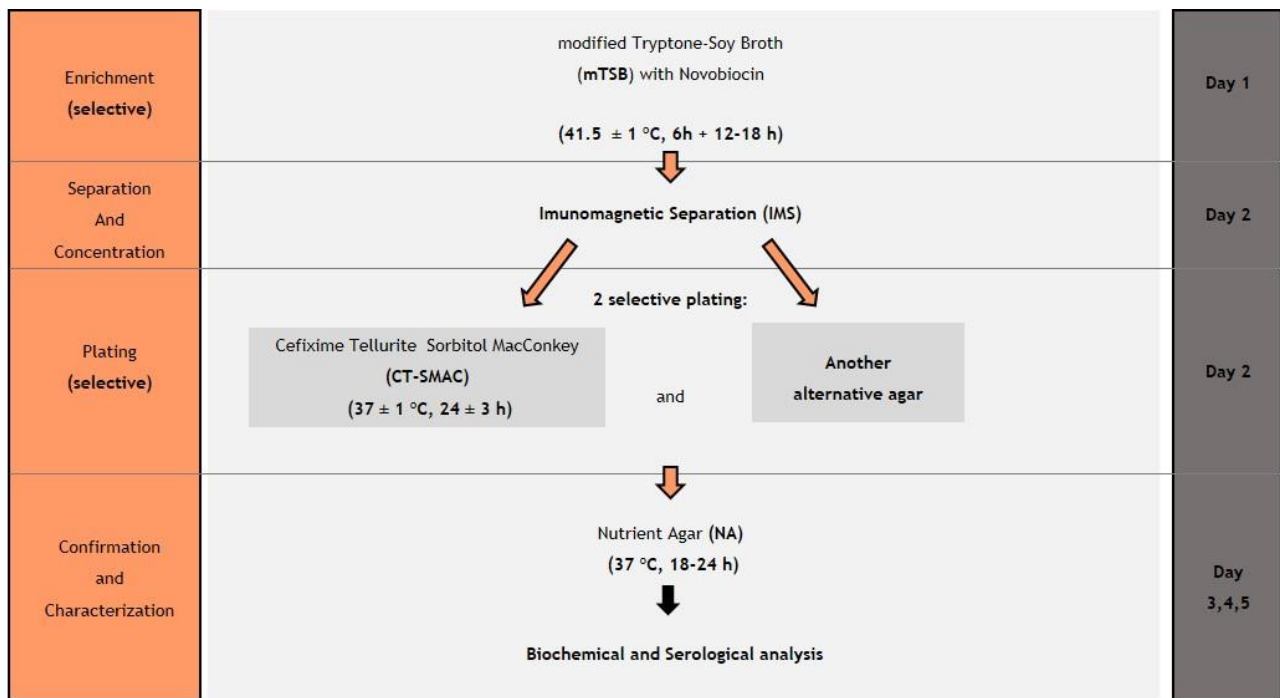 Enrichment
(selective)
modified Tryptone-Soy Broth
(mTSB) with Novobiocin
(41.5 ± 1 °C, 6h + 12-18 h)
Day 1
Separation
And
Concentration
Imunomagnetic Separation (IMS)
Day 2
Plating
(selective)
2 selective plating:
Cefixime Tellurite Sorbitol MacConkey
(CT-SMAC)
(37 ± 1 °C, 24 ± 3 h)
and
Another
alternative agar
Day 2
Confirmation
and
Characterization
Nutrient Agar (NA)
(37 °C, 18-24 h)
Biochemical and Serological analysis
Day
3,4,5